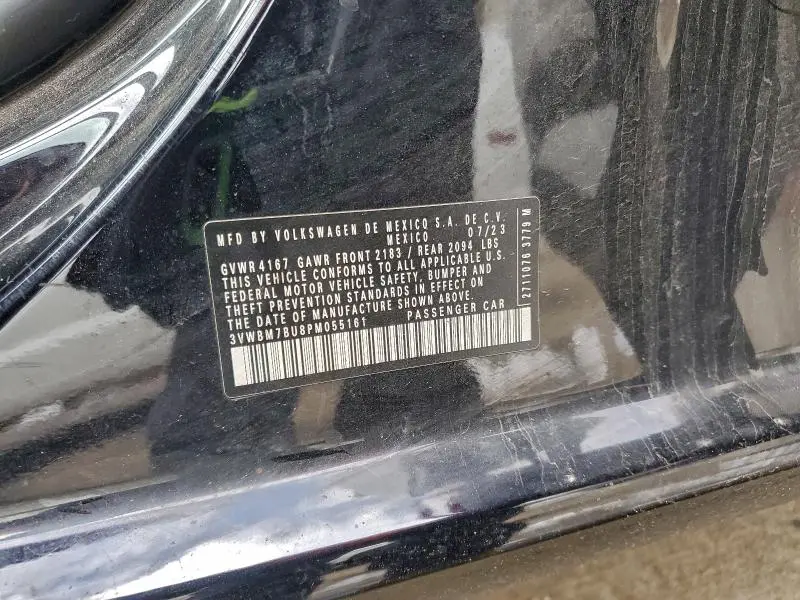 MFD BY VOLKSWAGEN DE MEXICO S.A. DE C.V.
MEXICO 07/23
GVWR 4167 GAWR FRONT 2183 / REAR 2094 LBS
THIS VEHICLE CONFORMS TO ALL APPLICABLE U.S.
FEDERAL MOTOR VEHICLE SAFETY, BUMPER AND
THEFT PREVENTION STANDARDS IN EFFECT ON
THE DATE OF MANUFACTURE SHOWN ABOVE.
3VWBM7BU8PM055161 PASSENGER CAR
2711076 3779 M